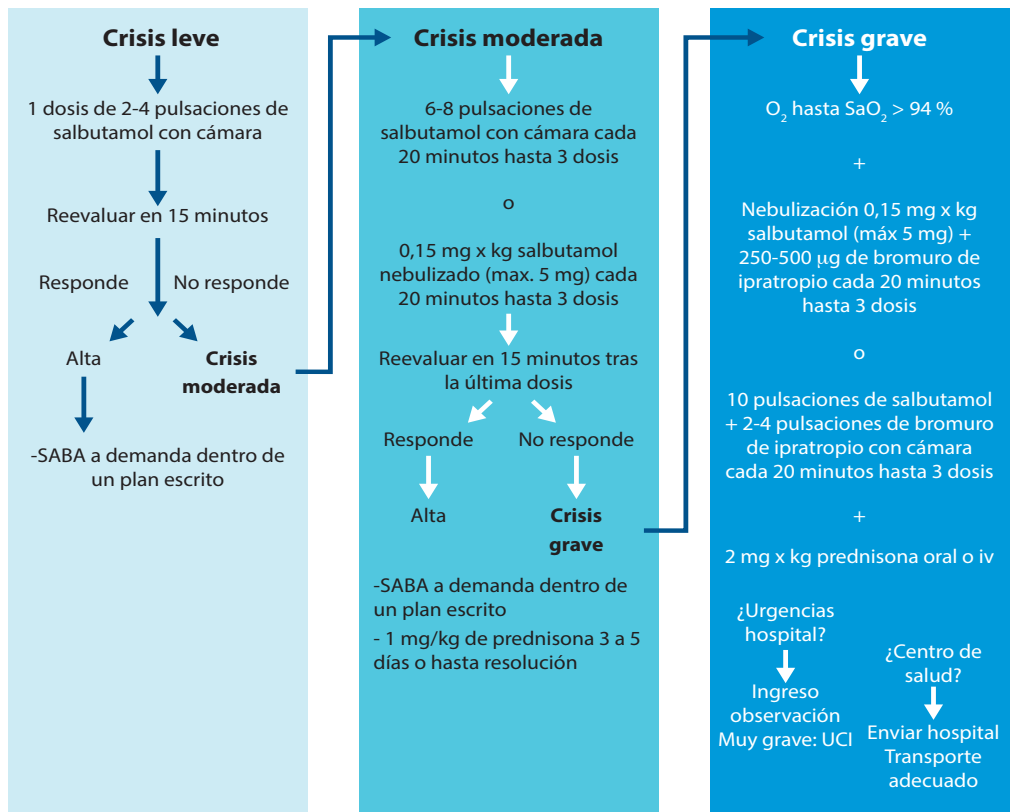 Crisis leve
1 dosis de 2-4 pulsaciones de
salbutamol con cámara
Reevaluar en 15 minutos
Responde
No responde
Alta
Crisis
moderada
-SABA a demanda dentro de
un plan escrito
Crisis moderada
6-8 pulsaciones de
salbutamol con cámara cada
20 minutos hasta 3 dosis
o
0,15 mg x kg salbutamol
nebulizado (max. 5 mg) cada
20 minutos hasta 3 dosis
Reevaluar en 15 minutos tras
la última dosis
Responde
No responde
Alta
Crisis
grave
-SABA a demanda dentro de
un plan escrito
- 1 mg/kg de prednisona 3 a 5
días o hasta resolución
Crisis grave
O₂ hasta SaO₂ > 94 %
+
Nebulización 0,15 mg x kg
salbutamol (máx 5 mg) +
250-500 μg de bromuro de
ipratropio cada 20 minutos
hasta 3 dosis
o
10 pulsaciones de salbutamol
+ 2-4 pulsaciones de bromuro
de ipratropio con cámara
cada 20 minutos hasta 3 dosis
+
2 mg x kg prednisona oral o iv
¿Urgencias
hospital?
Ingreso
observación
Muy grave: UCI
¿Centro de
salud?
Enviar hospital
Transporte
adecuado